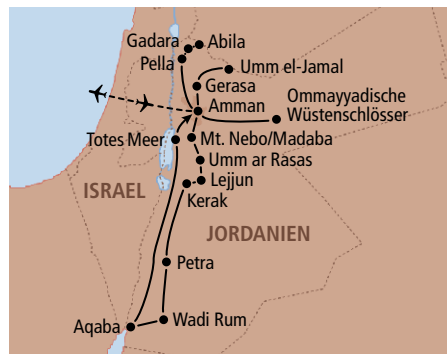 Gadara
Abila
Pella
Umm el-Jamal
Gerasa
Amman
Ommayyadische
Wüstenschlösser
Totes Meer
Mt. Nebo/Madaba
Umm ar Rasas
ISRAEL
Lejjun
Kerak
JORDANIEN
Petra
Aqaba
Wadi Rum